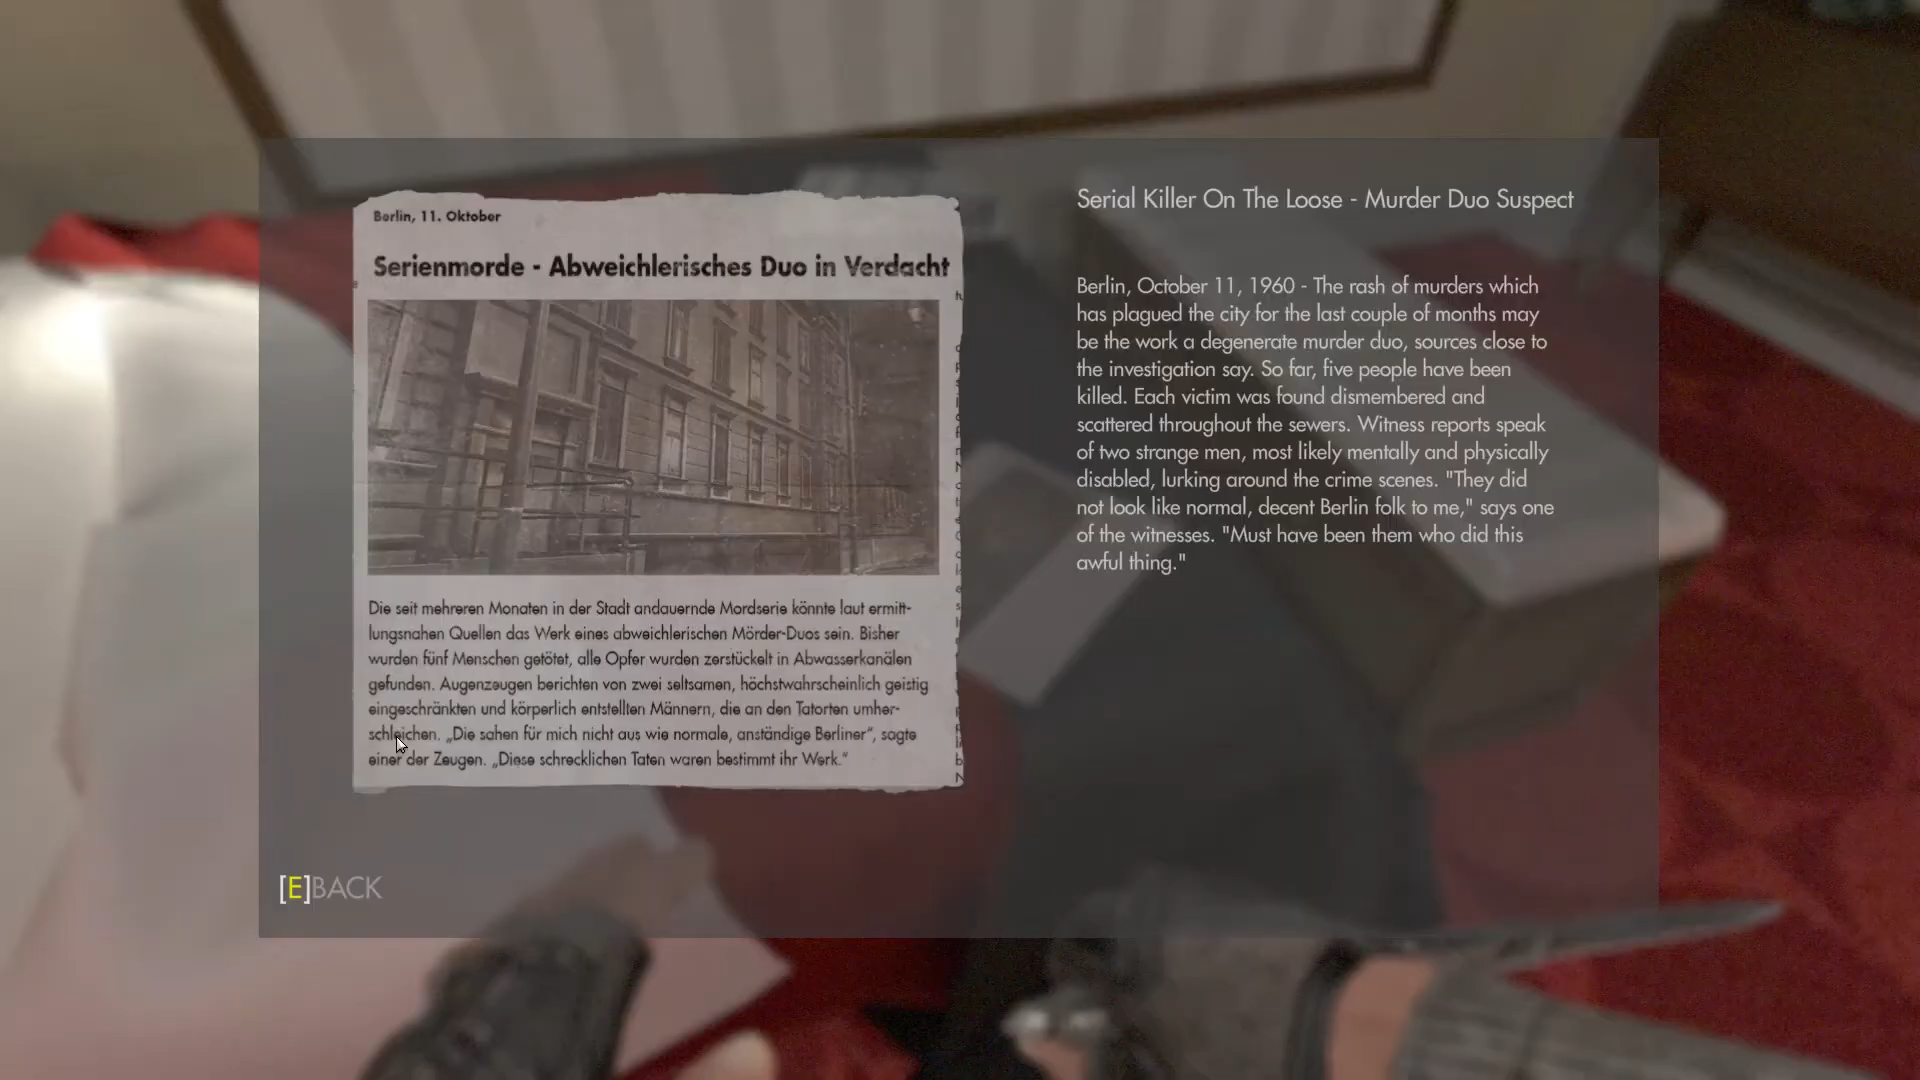 Berlin, 11. Oktober
Serienmorde - Abweichlerisches Duo in Verdacht
Die seit mehreren Monaten in der Stadt andauernde Mordserie könnte laut ermitt-
lungsnahen Quellen das Werk eines abweichlerischen Mörder-Duos sein. Bisher
wurden fünf Menschen getötet, alle Opfer wurden zerstückelt in Abwasserkanälen
gefunden. Augenzeugen berichten von zwei seltsamen, höchstwahrscheinlich geistig
eingeschränkten und körperlich entstellten Männern, die an den Tatorten umher-
schleichen. „Die sahen für mich nicht aus wie normale, anständige Berliner“, sagte
einer der Zeugen. „Diese schrecklichen Taten waren bestimmt ihr Werk.“
Serial Killer On The Loose - Murder Duo Suspect
Berlin, October 11, 1960 - The rash of murders which
has plagued the city for the last couple of months may
be the work a degenerate murder duo, sources close to
the investigation say. So far, five people have been
killed. Each victim was found dismembered and
scattered throughout the sewers. Witness reports speak
of two strange men, most likely mentally and physically
disabled, lurking around the crime scenes. "They did
not look like normal, decent Berlin folk to me," says one
of the witnesses. "Must have been them who did this
awful thing."
[E]BACK